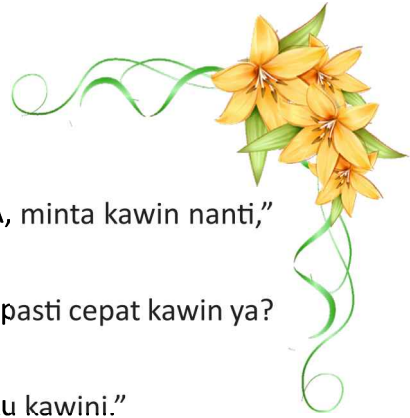 , minta kawin nanti,”
pasti cepat kawin ya?
kawini.”